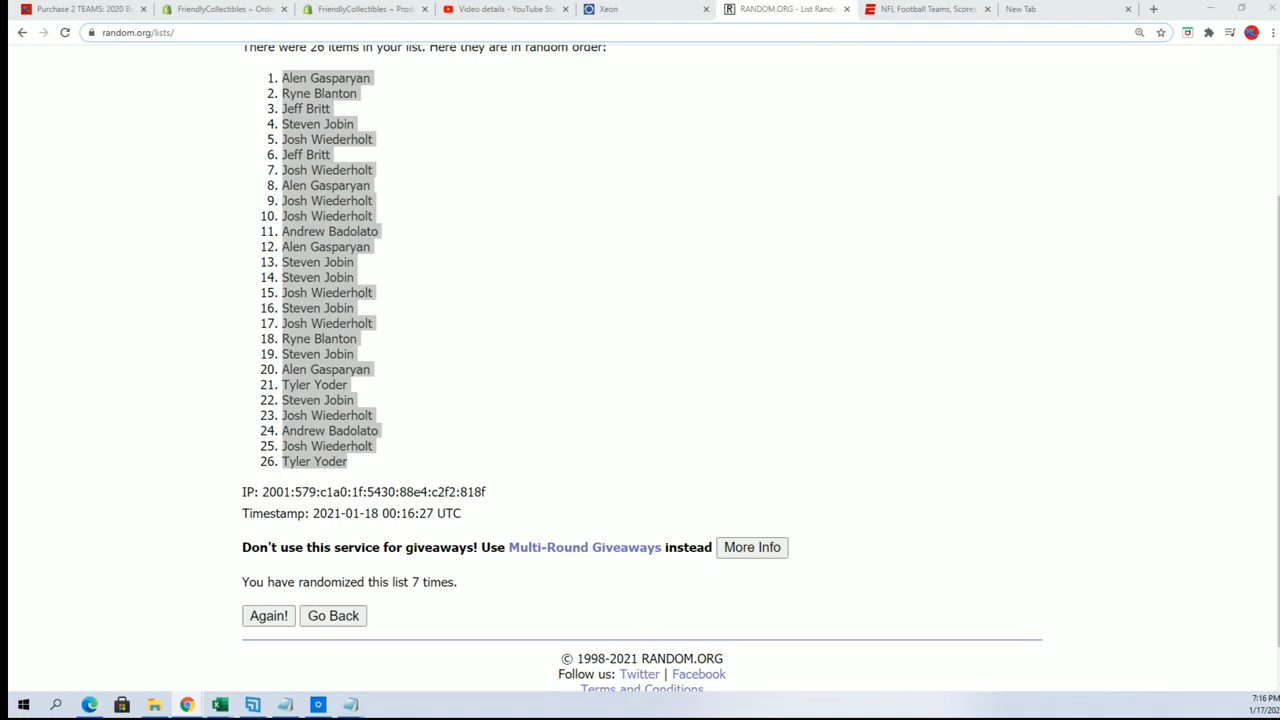 Purchase 2 TEAMS: 2020 Bo
FriendlyCollectibles ~ Orde
FriendlyCollectibles ~ Prod
Video details - YouTube Stu
Xeon
RANDOM.ORG - List Rando
NFL Football Teams, Scores
New Tab
random.org/lists/
There were 26 items in your list. Here they are in random order:
1. Alen Gasparyan
2. Ryne Blanton
3. Jeff Britt
4. Steven Jobin
5. Josh Wiederholt
6. Jeff Britt
7. Josh Wiederholt
8. Alen Gasparyan
9. Josh Wiederholt
10. Josh Wiederholt
11. Andrew Badolato
12. Alen Gasparyan
13. Steven Jobin
14. Steven Jobin
15. Josh Wiederholt
16. Steven Jobin
17. Josh Wiederholt
18. Ryne Blanton
19. Steven Jobin
20. Alen Gasparyan
21. Tyler Yoder
22. Steven Jobin
23. Josh Wiederholt
24. Andrew Badolato
25. Josh Wiederholt
26. Tyler Yoder
IP: 2001:579:c1a0:1f:5430:88e4:c2f2:818f
Timestamp: 2021-01-18 00:16:27 UTC
Don't use this service for giveaways! Use Multi-Round Giveaways instead More Info
You have randomized this list 7 times.
Again! Go Back
© 1998-2021 RANDOM.ORG
Follow us: Twitter | Facebook
Terms and Conditions
7:16 PM
1/17/202